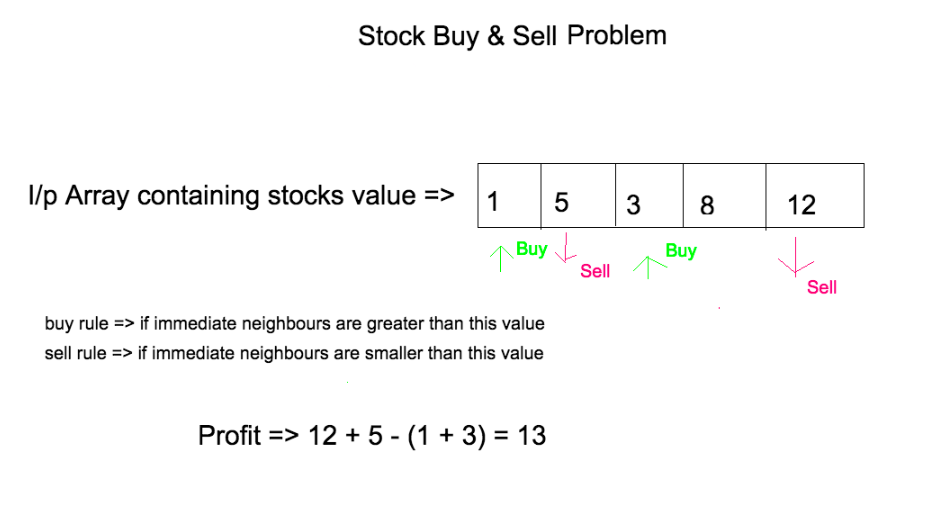 Stock Buy & Sell Problem
I/p Array containing stocks value => 1 5 3 8 12
Buy Sell Buy Sell
buy rule => if immediate neighbours are greater than this value
sell rule => if immediate neighbours are smaller than this value
Profit => 12 + 5 - (1 + 3) = 13